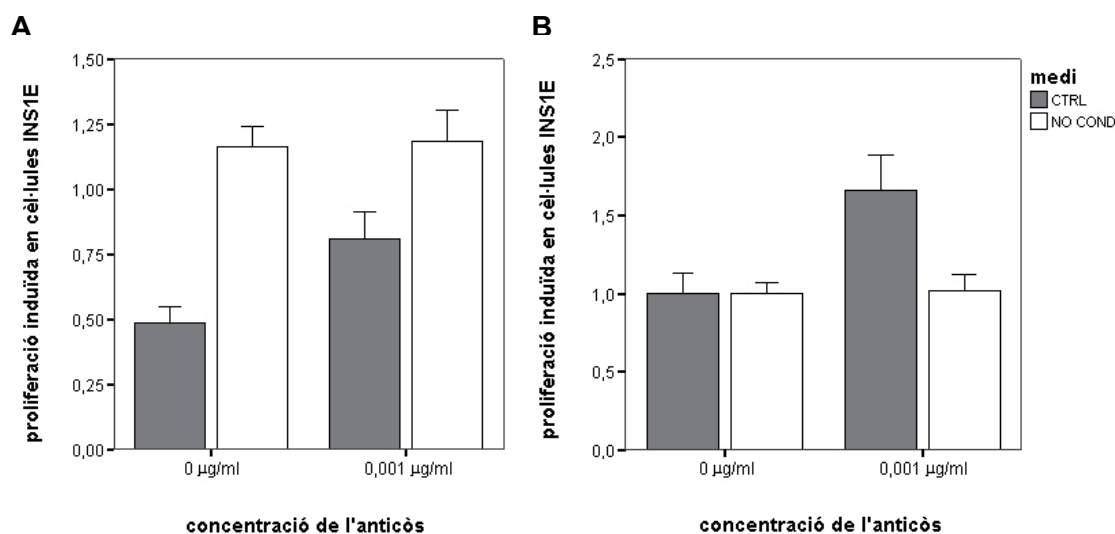 A
proliferació induïda en cèl·lules INS1E
1,50
1,25
1,00
0,75
0,50
0,25
0,00
0 µg/ml
0,001 µg/ml
concentració de l'anticòs
B
proliferació induïda en cèl·lules INS1E
2,5
2,0
1,5
1,0
0,5
0,0
0 µg/ml
0,001 µg/ml
concentració de l'anticòs
medi
CTRL
NO COND